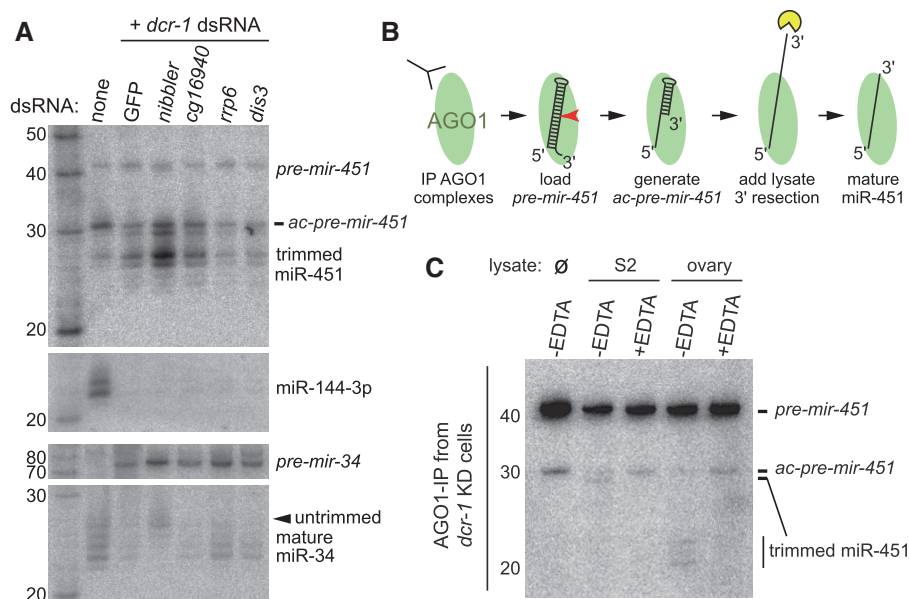 A
+ dcr-1 dsRNA
dsRNA:
none
GFP
nibbler
cg16940
rrp6
dis3
50
40
30
20
pre-mir-451
ac-pre-mir-451
trimmed
miR-451
20
miR-144-3p
80
70
pre-mir-34
30
20
untrimmed
mature
miR-34
B
AGO1
5'
3'
3'
5'
3'
5'
3'
5'
IP AGO1
complexes
load
pre-mir-451
generate
ac-pre-mir-451
add lysate
3' resection
mature
miR-451
C
lysate: ø S2 ovary
-EDTA
-EDTA
+EDTA
-EDTA
+EDTA
AGO1-IP from
dcr-1 KD cells
40
30
20
pre-mir-451
ac-pre-mir-451
trimmed miR-451